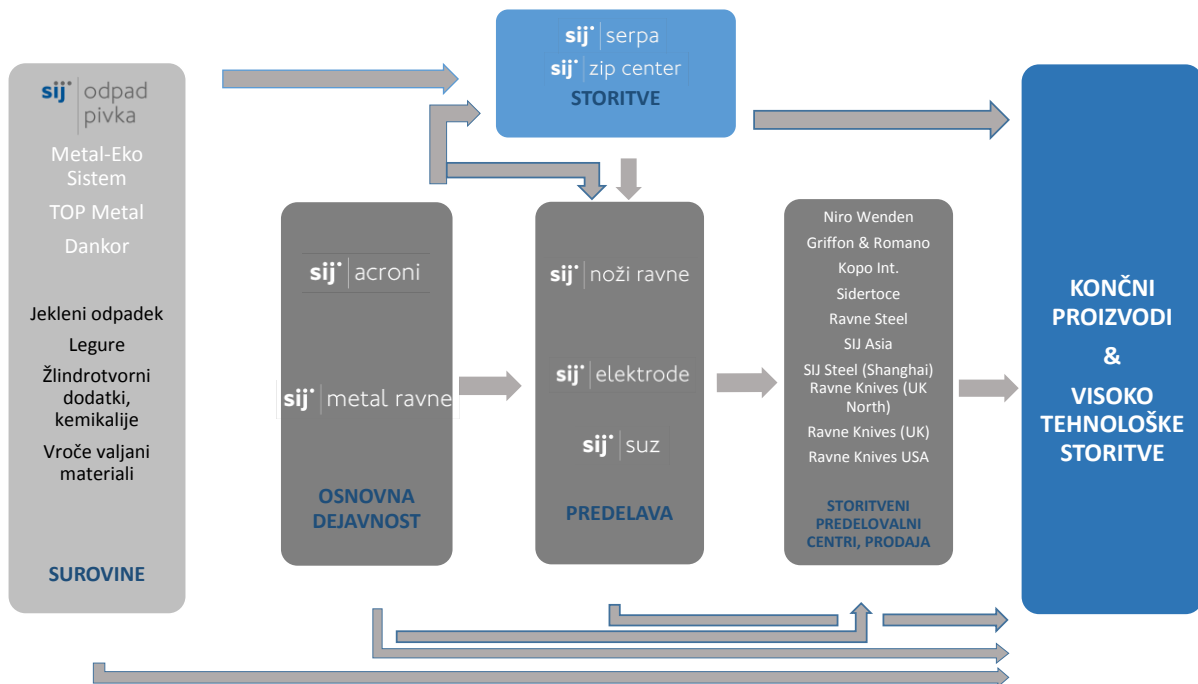 sij odpad
pivka
Metal-Eko
Sistem
TOP Metal
Dankor
Jekleni odpadek
Legure
Žlindrotvorni
dodatki,
kemikalije
Vroče valjani
materiali
SUROVINE
sij serpa
sij zip center
STORITVE
sij acroni
sij metal ravne
OSNOVNA
DEJAVNOST
sij noži ravne
sij elektrode
sij suz
PREDELAVA
Niro Wenden
Griffon & Romano
Kopo Int.
Sidertoce
Ravne Steel
SIJ Asia
SIJ Steel (Shanghai)
Ravne Knives (UK
North)
Ravne Knives (UK)
Ravne Knives USA
STORITVENI
PREDELOVALNI
CENTRI, PRODAJA
KONČNI
PROIZVODI
&
VISOKO
TEHNOLOŠKE
STORITVE